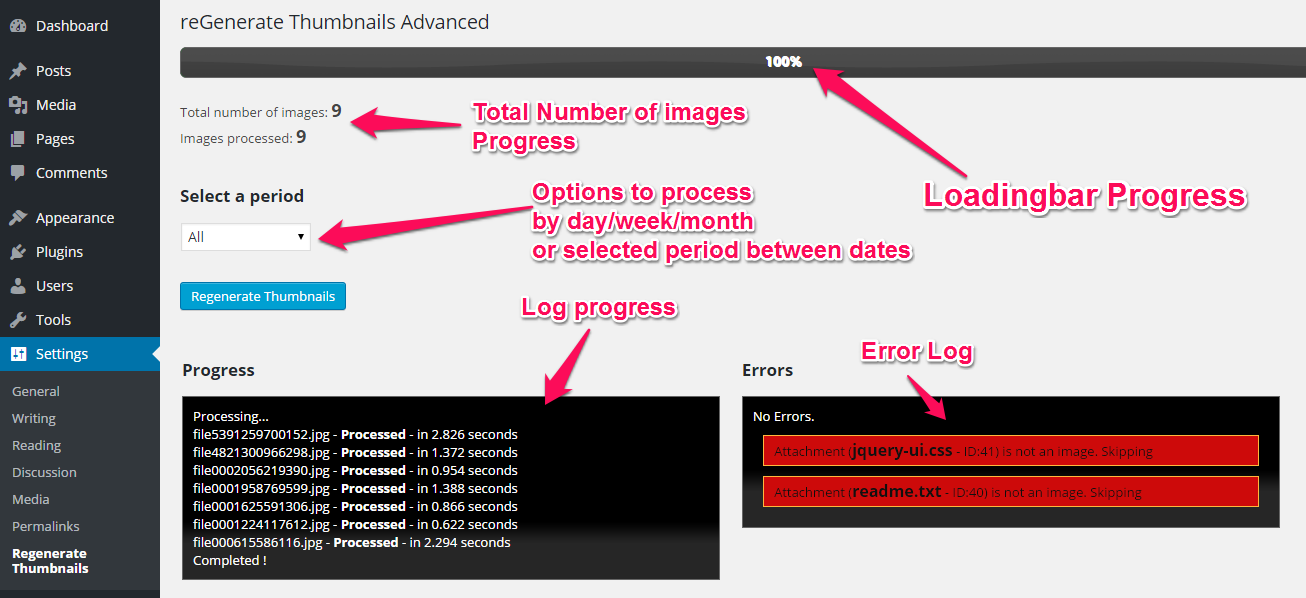 Dashboard
Posts
Media
Pages
Comments
Appearance
Plugins
Users
Tools
Settings
General
Writing
Reading
Discussion
Media
Permalinks
Regenerate
Thumbnails
reGenerate Thumbnails Advanced
100%
Total number of images: 9
Images processed: 9
Total Number of images
Progress
Loadingbar Progress
Select a period
All
Options to process
by day/week/month
or selected period between dates
Regenerate Thumbnails
Log progress
Error Log
Progress
Processing...
file5391259700152.jpg - Processed - in 2.826 seconds
file4821300966298.jpg - Processed - in 1.372 seconds
file0002056219390.jpg - Processed - in 0.954 seconds
file0001958769599.jpg - Processed - in 1.388 seconds
file0001625591306.jpg - Processed - in 0.866 seconds
file0001224117612.jpg - Processed - in 0.622 seconds
file000615586116.jpg - Processed - in 2.294 seconds
Completed !
Errors
No Errors.
Attachment (jquery-ui.css - ID:41) is not an image. Skipping
Attachment (readme.txt - ID:40) is not an image. Skipping